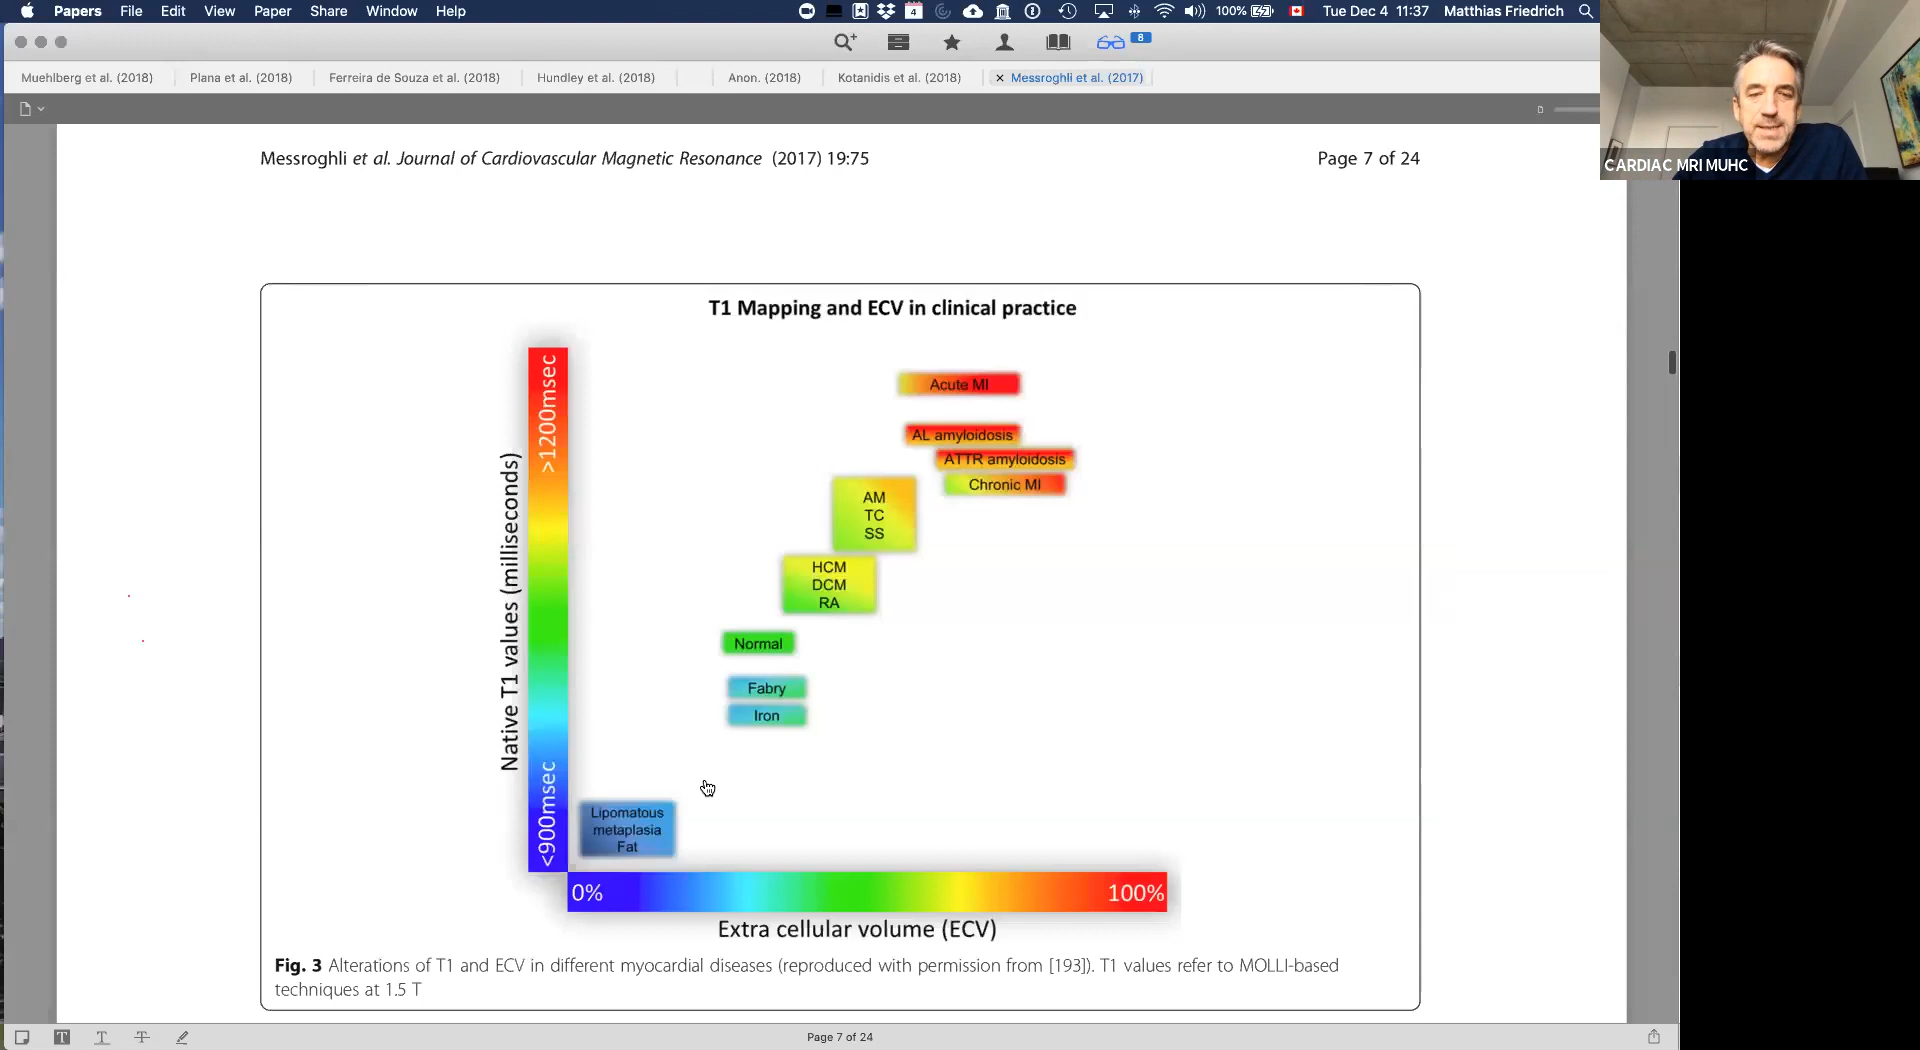 Papers File Edit View Paper Share Window Help 100% Tue Dec 4 11:37 Matthias Friedrich
8
Muehlberg et al. (2018) Plana et al. (2018) Ferreira de Souza et al. (2018) Hundley et al. (2018) Anon. (2018) Kotanidis et al. (2018) × Messroghli et al. (2017)
CARDIAC MRI MUHC
Messroghli et al. Journal of Cardiovascular Magnetic Resonance (2017) 19:75 Page 7 of 24
T1 Mapping and ECV in clinical practice
Native T1 values (milliseconds)
>1200msec
<900msec
Acute MI
AL amyloidosis
ATTR amyloidosis
Chronic MI
AM
TC
SS
HCM
DCM
RA
Normal
Fabry
Iron
Lipomatous
metaplasia
Fat
0% 100%
Extra cellular volume (ECV)
Fig. 3 Alterations of T1 and ECV in different myocardial diseases (reproduced with permission from [193]). T1 values refer to MOLLI-based
techniques at 1.5 T
Page 7 of 24